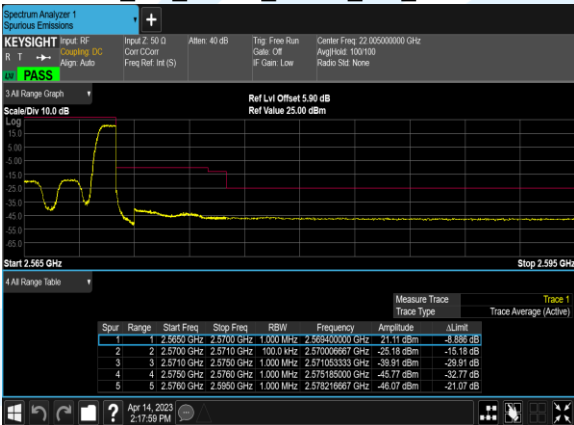 Spectrum Analyzer 1
Spurious Emissions
+
KEYSIGHT Input: RF Input Z: 50 Ω Atten: 40 dB Trig: Free Run Center Freq: 22.005000000 GHz
R T Coupling: DC Corr CCorr Gate: Off Avg|Hold: 100/100
Align: Auto Freq Ref: Int (S) IF Gain: Low Radio Std: None
PASS
3 All Range Graph
Ref Lvl Offset 5.90 dB
Scale/Div 10.0 dB Ref Value 25.00 dBm
Log
15.0
5.00
-5.00
-15.0
-25.0
-35.0
-45.0
-55.0
-65.0
Start 2.565 GHz Stop 2.595 GHz
4 All Range Table
Measure Trace Trace 1
Trace Type Trace Average (Active)
Spur Range Start Freq Stop Freq RBW Frequency Amplitude ΔLimit
1 1 2.5650 GHz 2.5700 GHz 1.000 MHz 2.569400000 GHz 21.11 dBm -8.886 dB
2 2 2.5700 GHz 2.5710 GHz 100.0 kHz 2.570006667 GHz -25.18 dBm -15.18 dB
3 3 2.5710 GHz 2.5750 GHz 1.000 MHz 2.571053333 GHz -39.91 dBm -29.91 dB
4 4 2.5750 GHz 2.5760 GHz 1.000 MHz 2.575185000 GHz -45.77 dBm -32.77 dB
5 5 2.5760 GHz 2.5950 GHz 1.000 MHz 2.578216667 GHz -46.07 dBm -21.07 dB
? Apr 14, 2023
2:17:59 PM